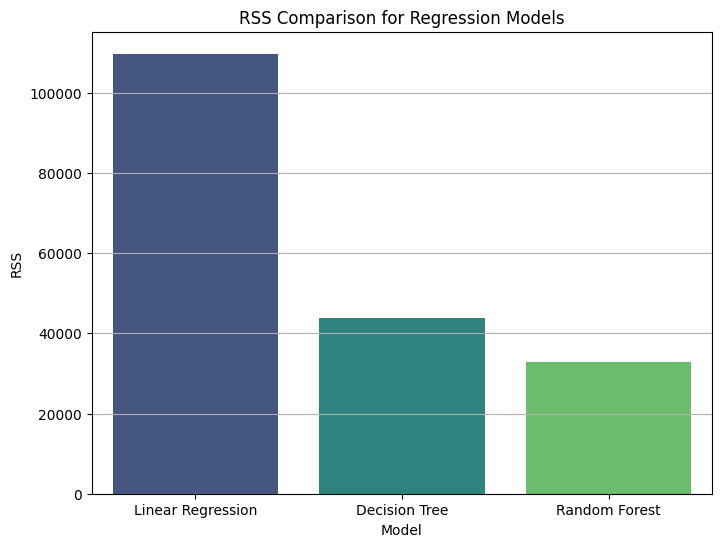 RSS Comparison for Regression Models
RSS
100000
80000
60000
40000
20000
0
Linear Regression
Decision Tree
Random Forest
Model